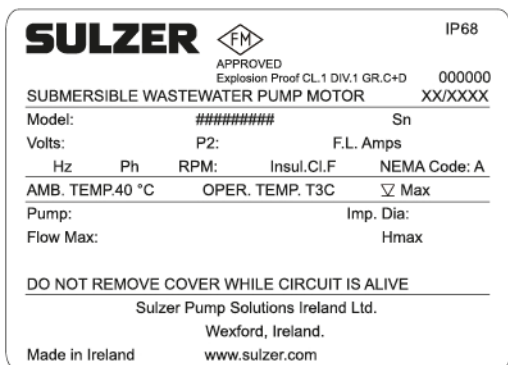 SULZER FM IP68
APPROVED
Explosion Proof CL.1 DIV.1 GR.C+D 000000
SUBMERSIBLE WASTEWATER PUMP MOTOR XX/XXXX
Model: ######### Sn
Volts: P2: F.L. Amps
Hz Ph RPM: Insul.Cl.F NEMA Code: A
AMB. TEMP.40 °C OPER. TEMP. T3C Max
Pump: Imp. Dia:
Flow Max: Hmax
DO NOT REMOVE COVER WHILE CIRCUIT IS ALIVE
Sulzer Pump Solutions Ireland Ltd.
Wexford, Ireland.
Made in Ireland www.sulzer.com